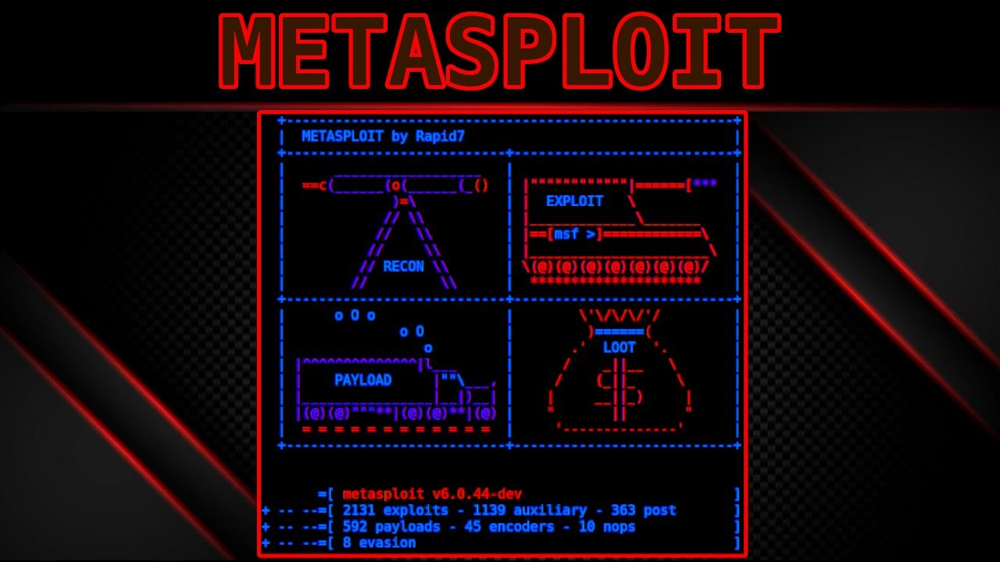 METASPLOIT
METASPLOIT by Rapid7
RECON
EXPLOIT
==[msf >]============
PAYLOAD
LOOT
=[ metasploit v6.0.44-dev ]
+ -- --=[ 2131 exploits - 1139 auxiliary - 363 post ]
+ -- --=[ 592 payloads - 45 encoders - 10 nops ]
+ -- --=[ 8 evasion ]